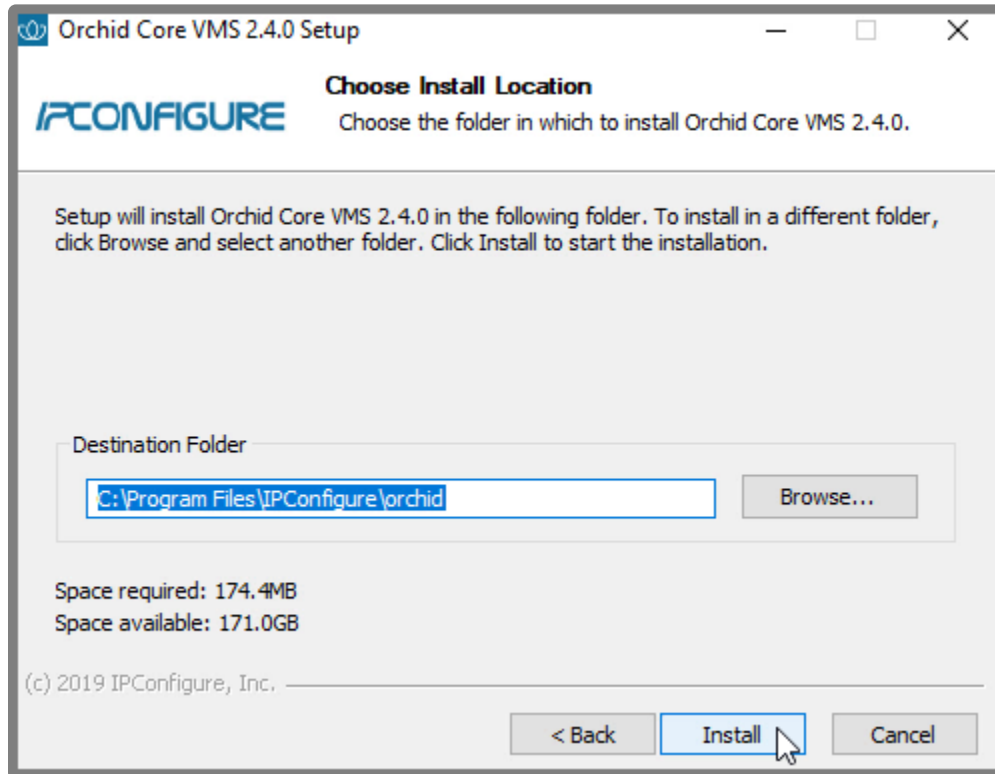 Orchid Core VMS 2.4.0 Setup
Choose Install Location
IPCONFIGURE
Choose the folder in which to install Orchid Core VMS 2.4.0.
Setup will install Orchid Core VMS 2.4.0 in the following folder. To install in a different folder,
click Browse and select another folder. Click Install to start the installation.
Destination Folder
C:\Program Files\IPConfigure\orchid
Browse...
Space required: 174.4MB
Space available: 171.0GB
(c) 2019 IPConfigure, Inc.
< Back
Install
Cancel